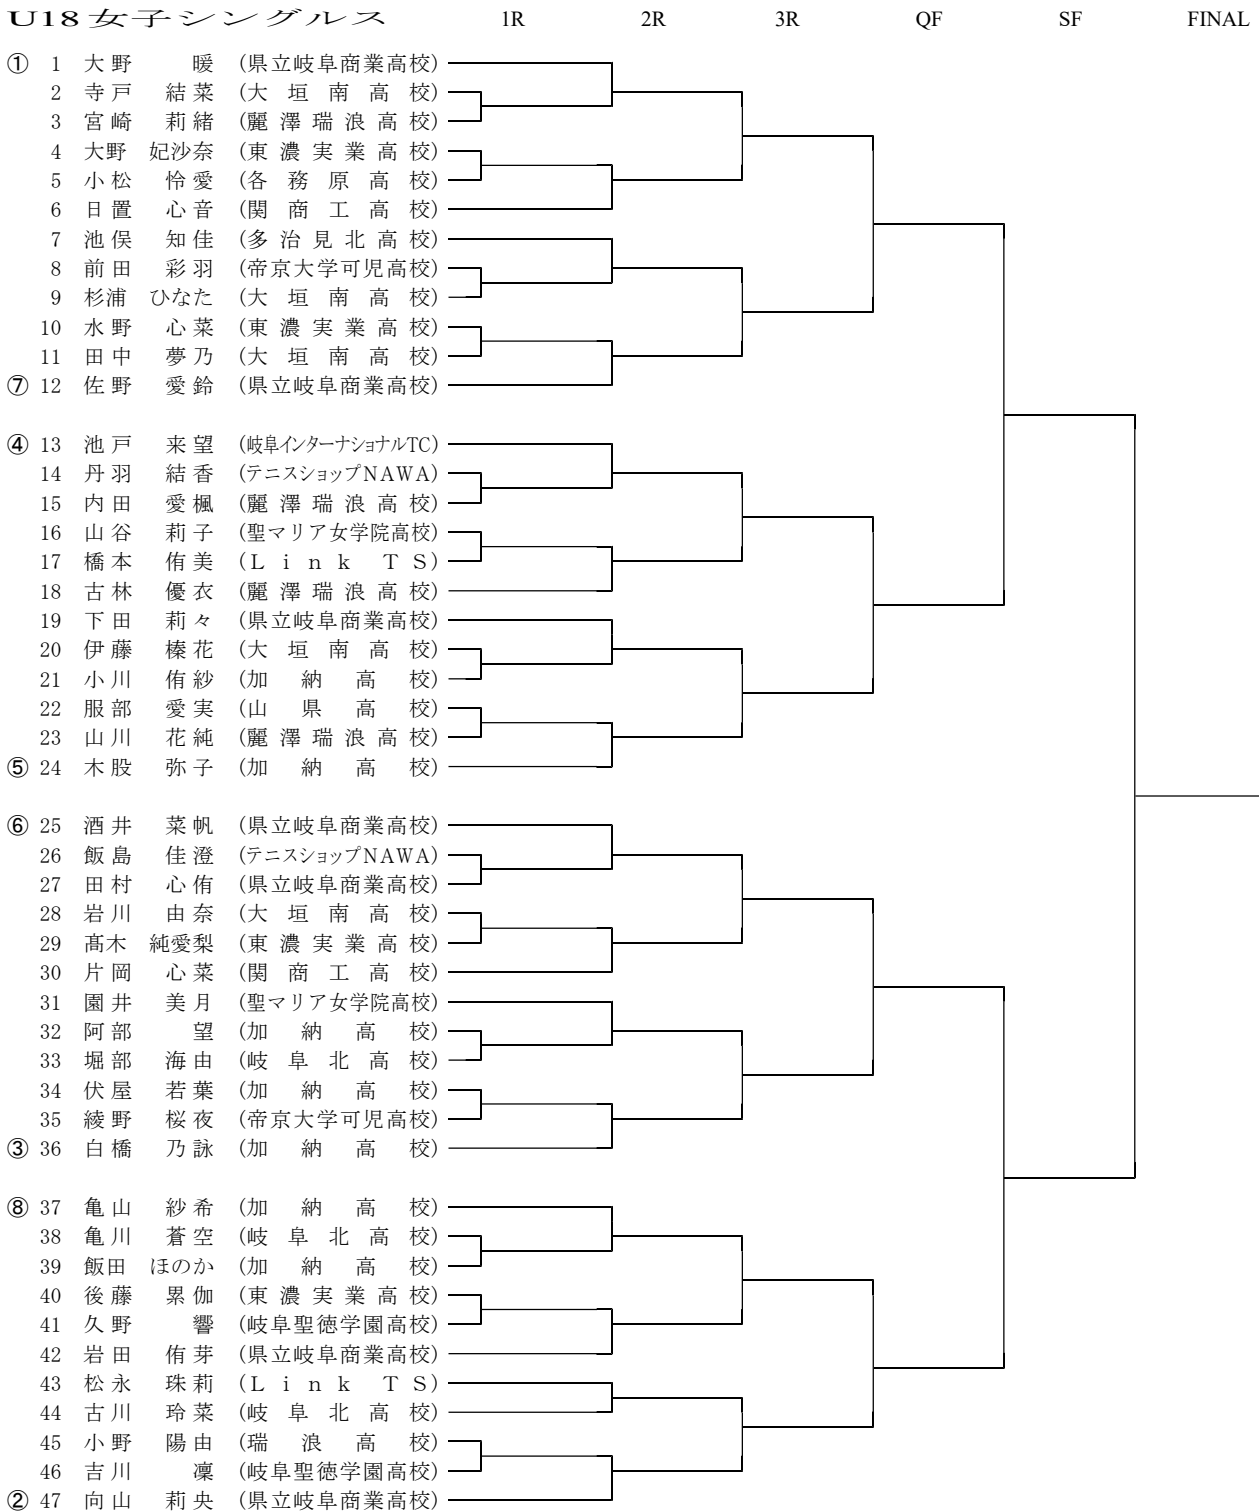 U18女子シングルス 1R 2R 3R QF SF FINAL
① 1 大野 暖 (県立岐阜商業高校)
2 寺戸 結菜 (大垣南高校)
3 宮崎 莉緒 (麗澤瑞浪高校)
4 大野 妃沙奈 (東濃実業高校)
5 小松 怜愛 (各務原高校)
6 日置 心音 (関商工高校)
7 池俣 知佳 (多治見北高校)
8 前田 彩羽 (帝京大学可児高校)
9 杉浦 ひなた (大垣南高校)
10 水野 心菜 (東濃実業高校)
11 田中 夢乃 (大垣南高校)
⑦ 12 佐野 愛鈴 (県立岐阜商業高校)
④ 13 池戸 来望 (岐阜インターナショナルTC)
14 丹羽 結香 (テニスショップNAWA)
15 内田 愛楓 (麗澤瑞浪高校)
16 山谷 莉子 (聖マリア女学院高校)
17 橋本 侑美 (Link TS)
18 古林 優衣 (麗澤瑞浪高校)
19 下田 莉々 (県立岐阜商業高校)
20 伊藤 榛花 (大垣南高校)
21 小川 侑紗 (加納高校)
22 服部 愛実 (山県高校)
23 山川 花純 (麗澤瑞浪高校)
⑤ 24 木股 弥子 (加納高校)
⑥ 25 酒井 菜帆 (県立岐阜商業高校)
26 飯島 佳澄 (テニスショップNAWA)
27 田村 心侑 (県立岐阜商業高校)
28 岩川 由奈 (大垣南高校)
29 髙木 純愛梨 (東濃実業高校)
30 片岡 心菜 (関商工高校)
31 園井 美月 (聖マリア女学院高校)
32 阿部 望 (加納高校)
33 堀部 海由 (岐阜北高校)
34 伏屋 若葉 (加納高校)
35 綾野 桜夜 (帝京大学可児高校)
③ 36 白橋 乃詠 (加納高校)
⑧ 37 亀山 紗希 (加納高校)
38 亀川 蒼空 (岐阜北高校)
39 飯田 ほのか (加納高校)
40 後藤 累伽 (東濃実業高校)
41 久野 響 (岐阜聖徳学園高校)
42 岩田 侑芽 (県立岐阜商業高校)
43 松永 珠莉 (Link TS)
44 古川 玲菜 (岐阜北高校)
45 小野 陽由 (瑞浪高校)
46 吉川 凜 (岐阜聖徳学園高校)
② 47 向山 莉央 (県立岐阜商業高校)